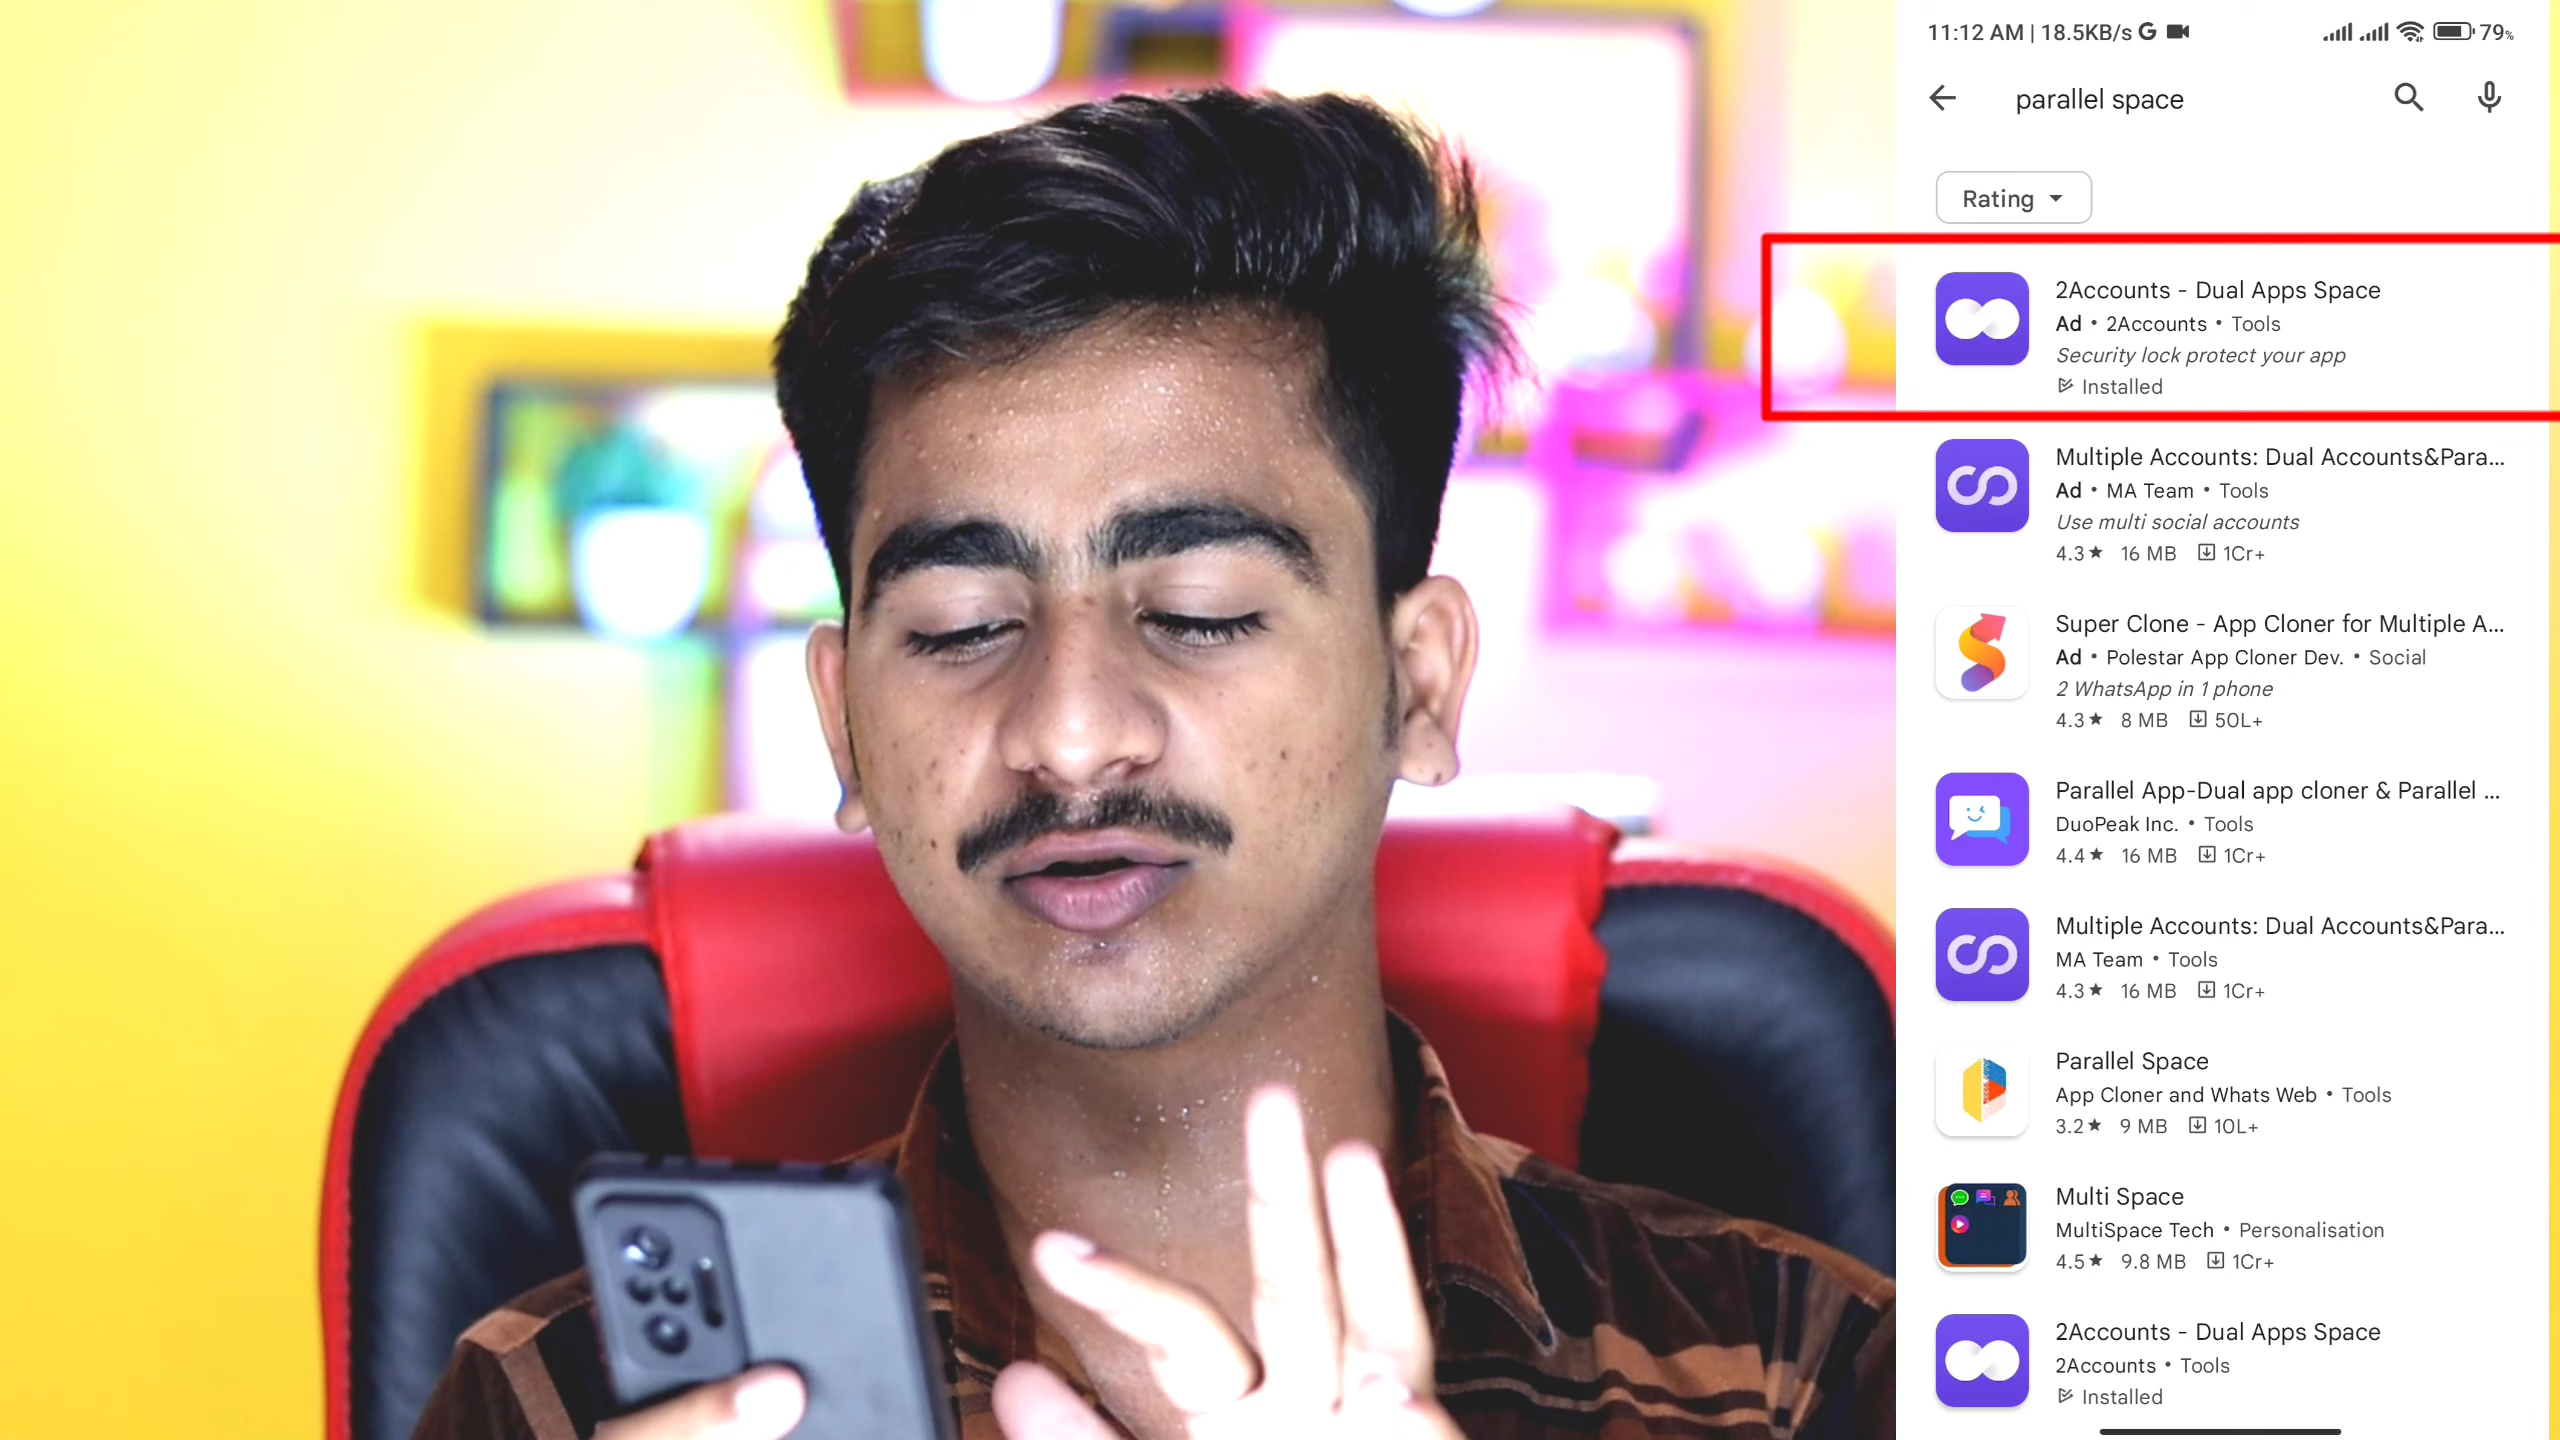 11:12 AM | 18.5KB/s G
79%
parallel space
Rating
2Accounts - Dual Apps Space
Ad • 2Accounts • Tools
Security lock protect your app
Installed
Multiple Accounts: Dual Accounts&Para...
Ad • MA Team • Tools
Use multi social accounts
4.3★ 16 MB 1Cr+
Super Clone - App Cloner for Multiple A...
Ad • Polestar App Cloner Dev. • Social
2 WhatsApp in 1 phone
4.3★ 8 MB 50L+
Parallel App-Dual app cloner & Parallel ...
DuoPeak Inc. • Tools
4.4★ 16 MB 1Cr+
Multiple Accounts: Dual Accounts&Para...
MA Team • Tools
4.3★ 16 MB 1Cr+
Parallel Space
App Cloner and Whats Web • Tools
3.2★ 9 MB 10L+
Multi Space
MultiSpace Tech • Personalisation
4.5★ 9.8 MB 1Cr+
2Accounts - Dual Apps Space
2Accounts • Tools
Installed